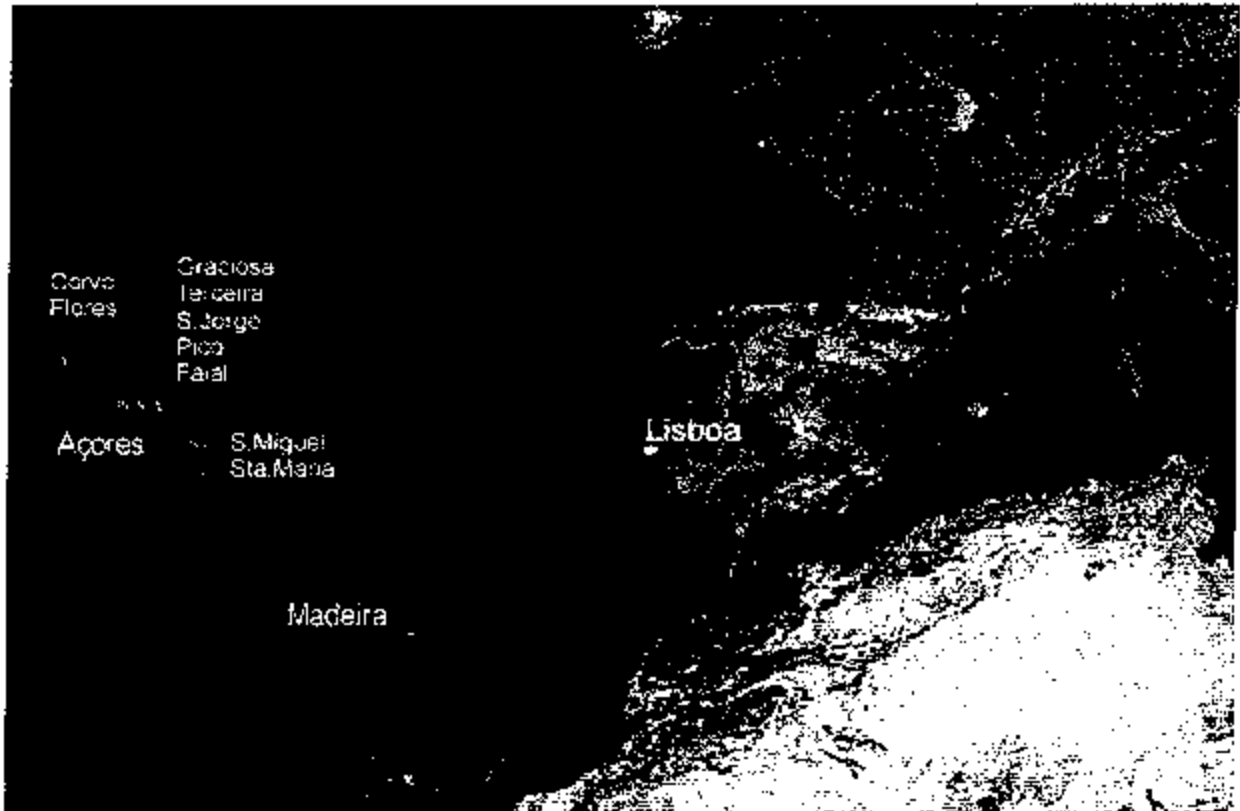 Corvo
Flores
Graciosa
Terceira
S.Jorge
Pico
Faial
Açores
S.Miguel
Sta.Maria
Lisboa
Madeira